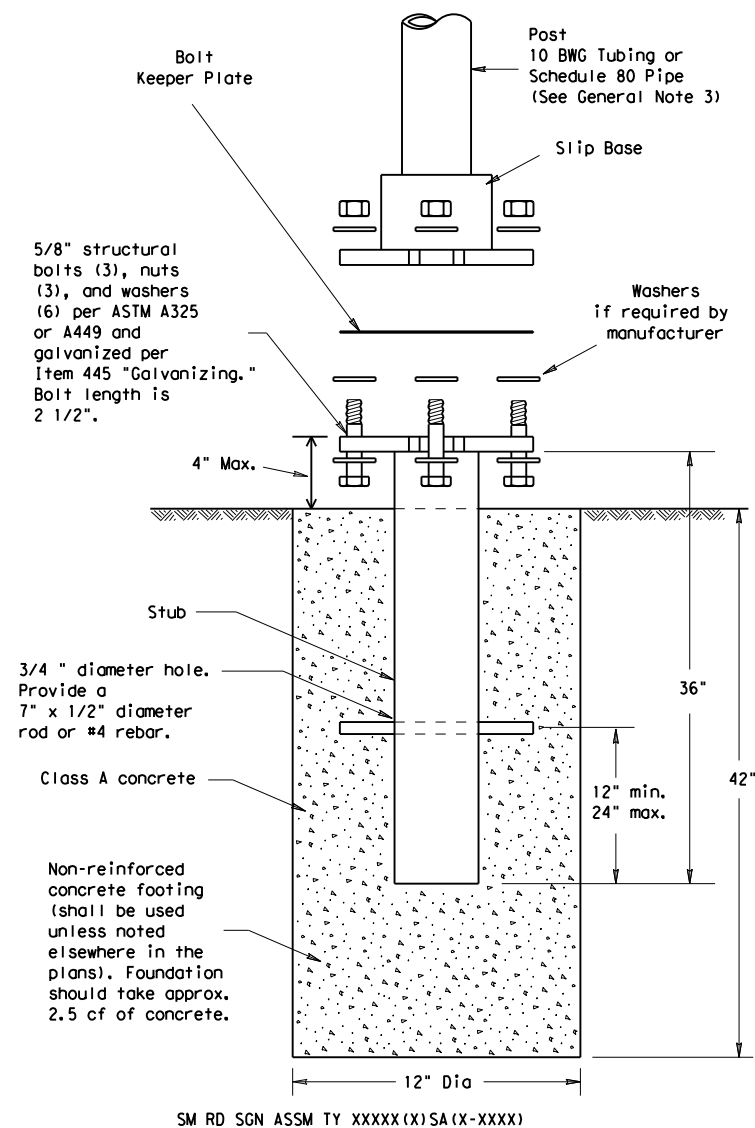 Bolt
Keeper Plate
Post
10 BWG Tubing or
Schedule 80 Pipe
(See General Note 3)
Slip Base
5/8" structural
bolts (3), nuts
(3), and washers
(6) per ASTM A325
or A449 and
galvanized per
Item 445 "Galvanizing."
Bolt length is
2 1/2".
Washers
if required by
manufacturer
4" Max.
Stub
3/4 " diameter hole.
Provide a
7" x 1/2" diameter
rod or #4 rebar.
36"
Class A concrete
12" min.
24" max.
42"
Non-reinforced
concrete footing
(shall be used
unless noted
elsewhere in the
plans). Foundation
should take approx.
2.5 cf of concrete.
12" Dia
SM RD SGN ASSM TY XXXXX(X)SA(X-XXXX)